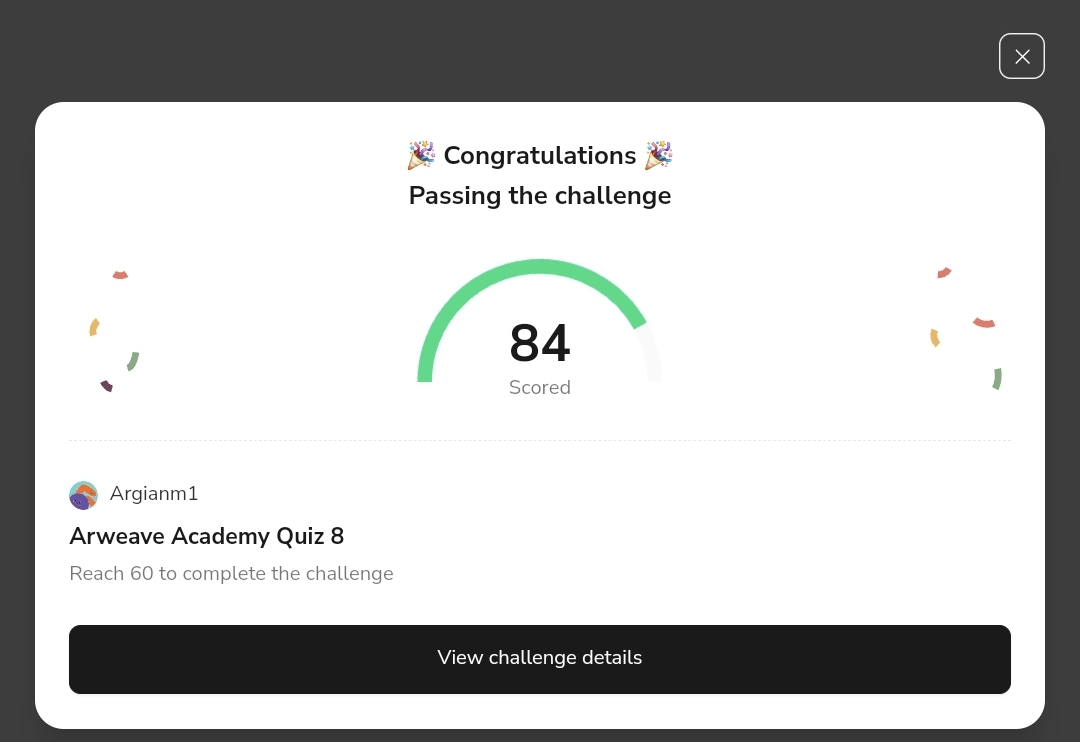 🎉 Congratulations 🎉
Passing the challenge
84
Scored
Argianm1
Arweave Academy Quiz 8
Reach 60 to complete the challenge
View challenge details